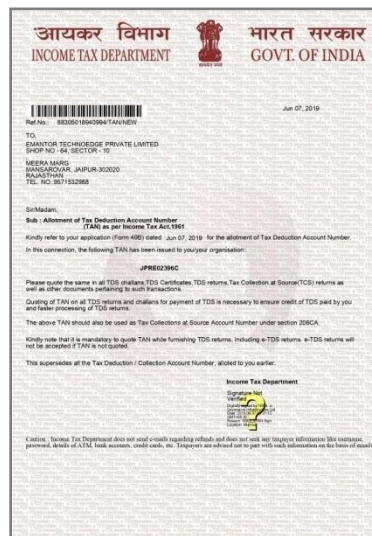 आयकर विभाग
INCOME TAX DEPARTMENT
भारत सरकार
GOVT. OF INDIA
Jun 07, 2019
Ref.No. 88305018940994/TAN/NEW
TO,
EMANTOR TECHNOEDGE PRIVATE LIMITED
SHOP NO - 64, SECTOR - 10
MEERA MARG
MANSAROVAR, JAIPUR-302020
RAJASTHAN
TEL. NO.:9571532988
Sir/Madam,
Sub : Allotment of Tax Deduction Account Number
(TAN) as per Income Tax Act,1961
Kindly refer to your application (Form 49B) dated Jun 07, 2019 for the allotment of Tax Deduction Account Number.
In this connection, the following TAN has been issued to you/your organisation:
JPRE02396C
Please quote the same in all TDS challans,TDS Certificates,TDS returns,Tax Collection at Source(TCS) returns as
well as other documents pertaining to such transactions.
Quoting of TAN on all TDS returns and challans for payment of TDS is necessary to ensure credit of TDS paid by you
and faster processing of TDS returns.
The above TAN should also be used as Tax Collections at Source Account Number under section 206CA.
Kindly note that it is mandatory to quote TAN while furnishing TDS returns, including e-TDS returns. e-TDS returns will
not be accepted if TAN is not quoted.
This supersedes all the Tax Deduction / Collection Account Number, alloted to you earlier.
Income Tax Department
Signature Not
Verified
Caution : Income Tax Department does not send e-mails regarding refunds and does not seek any taxpayer information like username,
password, details of ATM, bank accounts, credit cards, etc. Taxpayers are advised not to part with such information on the basis of emails.